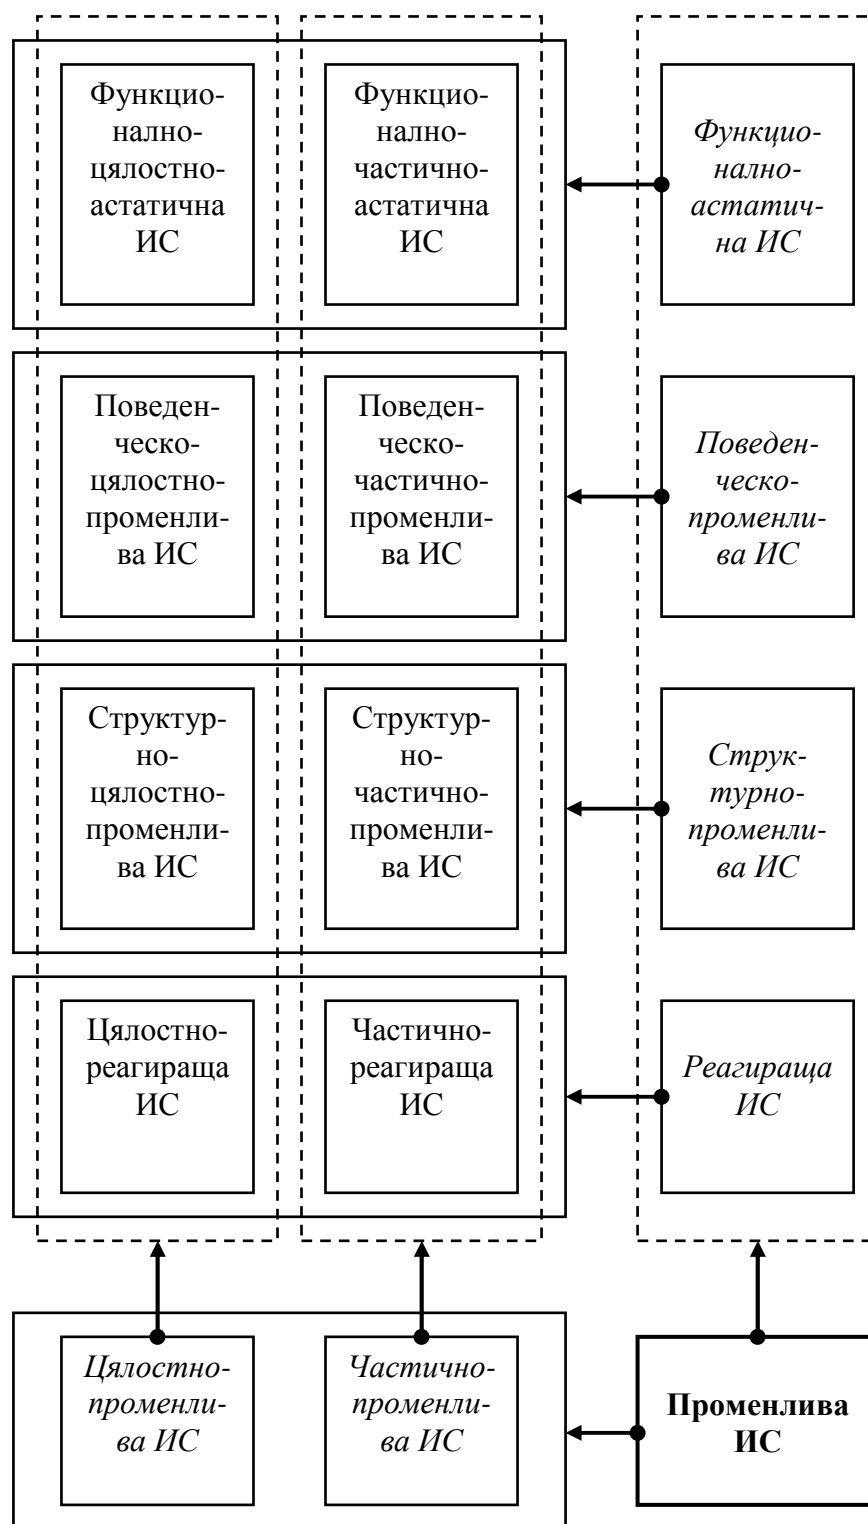 Функцио-
нално-
цялостно-
астатична
ИС
Функцио-
нално-
частично-
астатична
ИС
Функцио-
нално-
астатич-
на ИС
Поведен-
ческо-
цялостно-
променли-
ва ИС
Поведен-
ческо-
частично-
променли-
ва ИС
Поведен-
ческо-
променли-
ва ИС
Структур-
но-
цялостно-
променли-
ва ИС
Структур-
но-
частично-
променли-
ва ИС
Струк-
турно-
променли-
ва ИС
Цялостно-
реагираща
ИС
Частично-
реагираща
ИС
Реагираща
ИС
Цялостно-
променли-
ва ИС
Частично-
променли-
ва ИС
Променлива
ИС